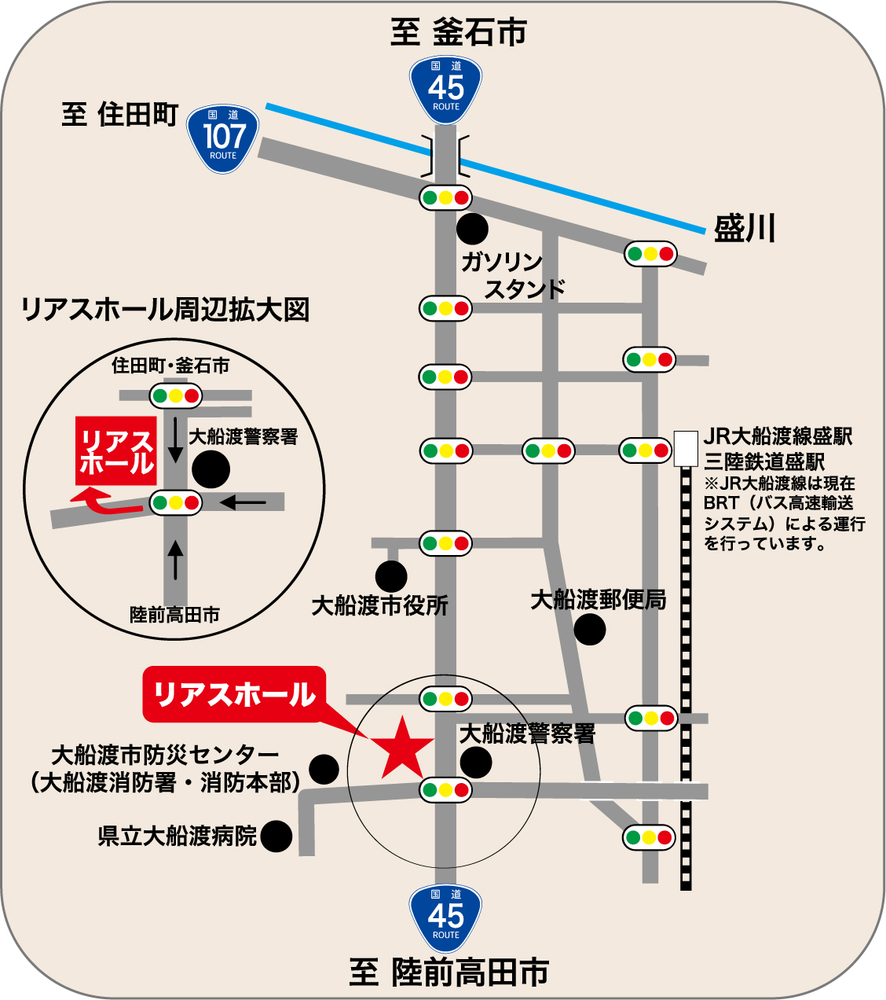 至 釜石市
国 道
45
ROUTE
至 住田町
国 道
107
ROUTE
盛川
ガソリン
スタンド
リアスホール周辺拡大図
住田町・釜石市
リアス
ホール
大船渡警察署
陸前高田市
JR大船渡線盛駅
三陸鉄道盛駅
※JR大船渡線は現在
BRT（バス高速輸送
システム）による運行
を行っています。
大船渡市役所
大船渡郵便局
リアスホール
大船渡警察署
大船渡市防災センター
（大船渡消防署・消防本部）
県立大船渡病院
国 道
45
ROUTE
至 陸前高田市